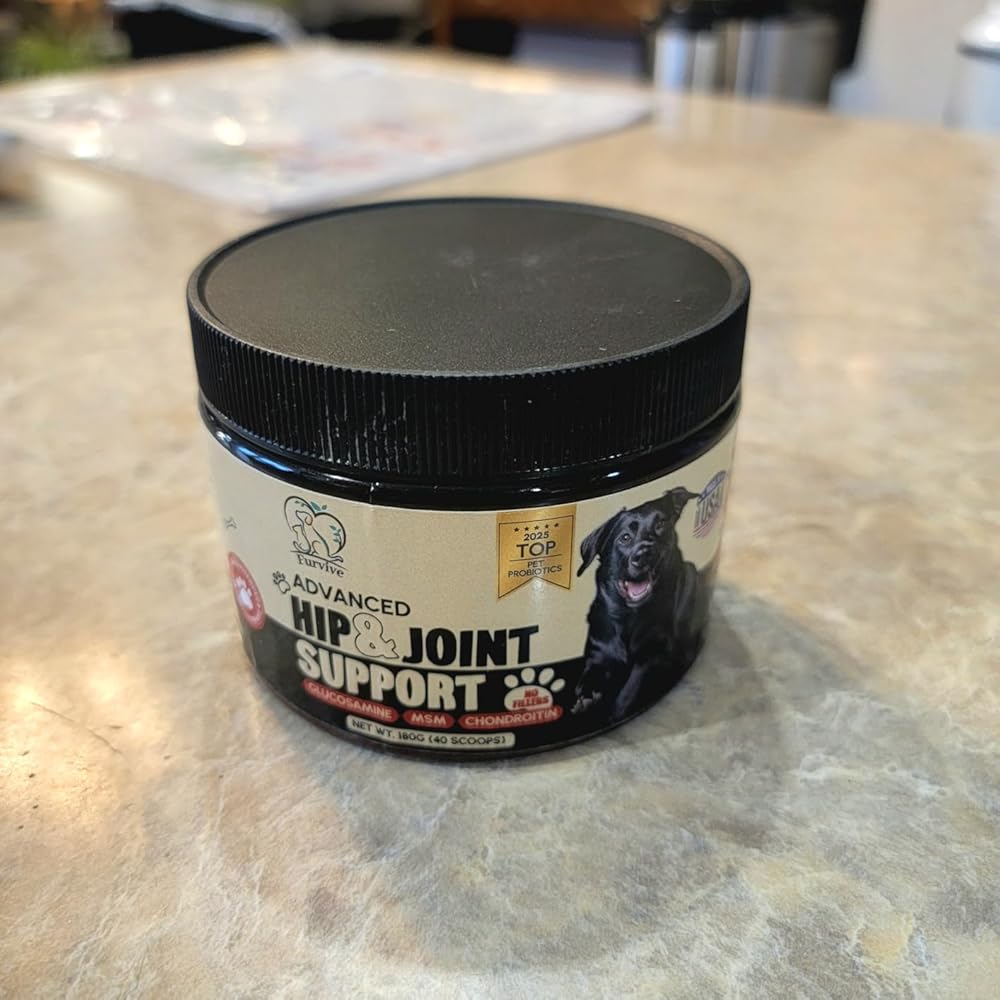 Furvive
ADVANCED
HIP & JOINT
SUPPORT
GLUCOSAMINE MSM CHONDROITIN
NET WT. 180G (40 SCOOPS)
2025
TOP
PET
PROBIOTICS
NO
FILLERS
USA